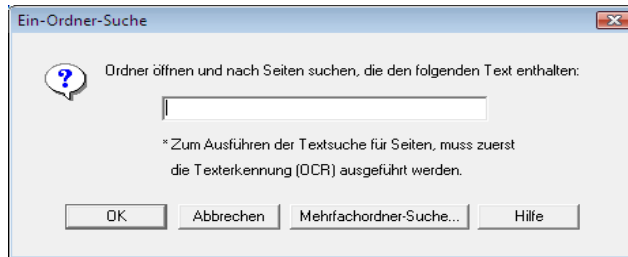 Ein-Ordner-Suche
Ordner öffnen und nach Seiten suchen, die den folgenden Text enthalten:
* Zum Ausführen der Textsuche für Seiten, muss zuerst
die Texterkennung (OCR) ausgeführt werden.
OK Abbrechen Mehrfachordner-Suche... Hilfe